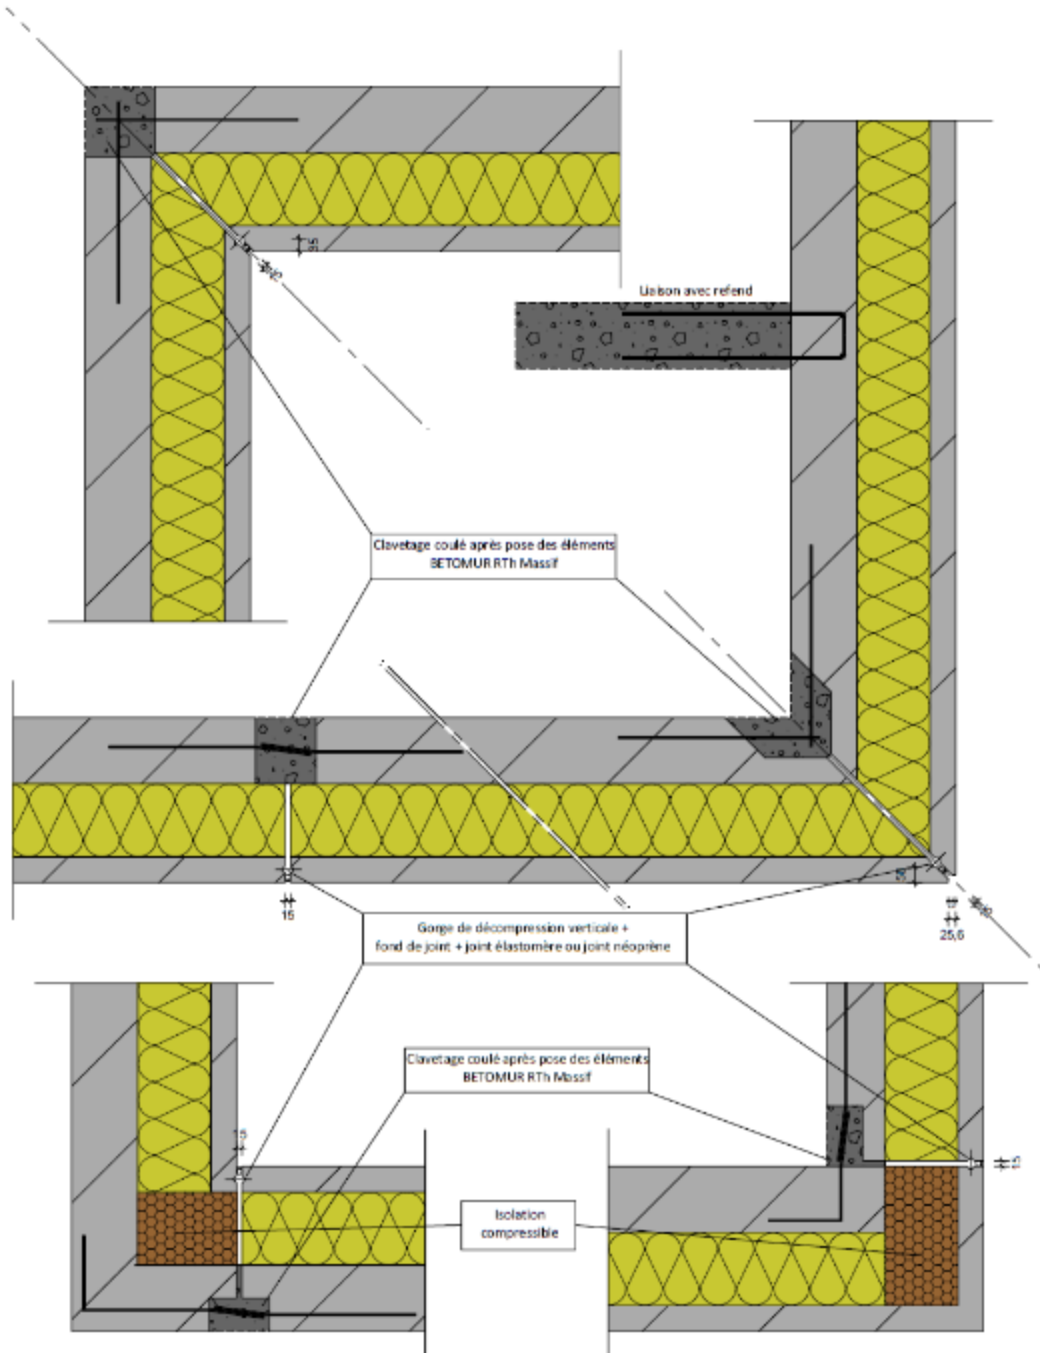 Liaison avec refend
Clavetage coulé après pose des éléments
BETOMUR RTh Massif
15
25,6
Gorge de décompression verticale +
fond de joint + joint élastomère ou joint néoprène
Clavetage coulé après pose des éléments
BETOMUR RTh Massif
15
15
Isolation
compressible